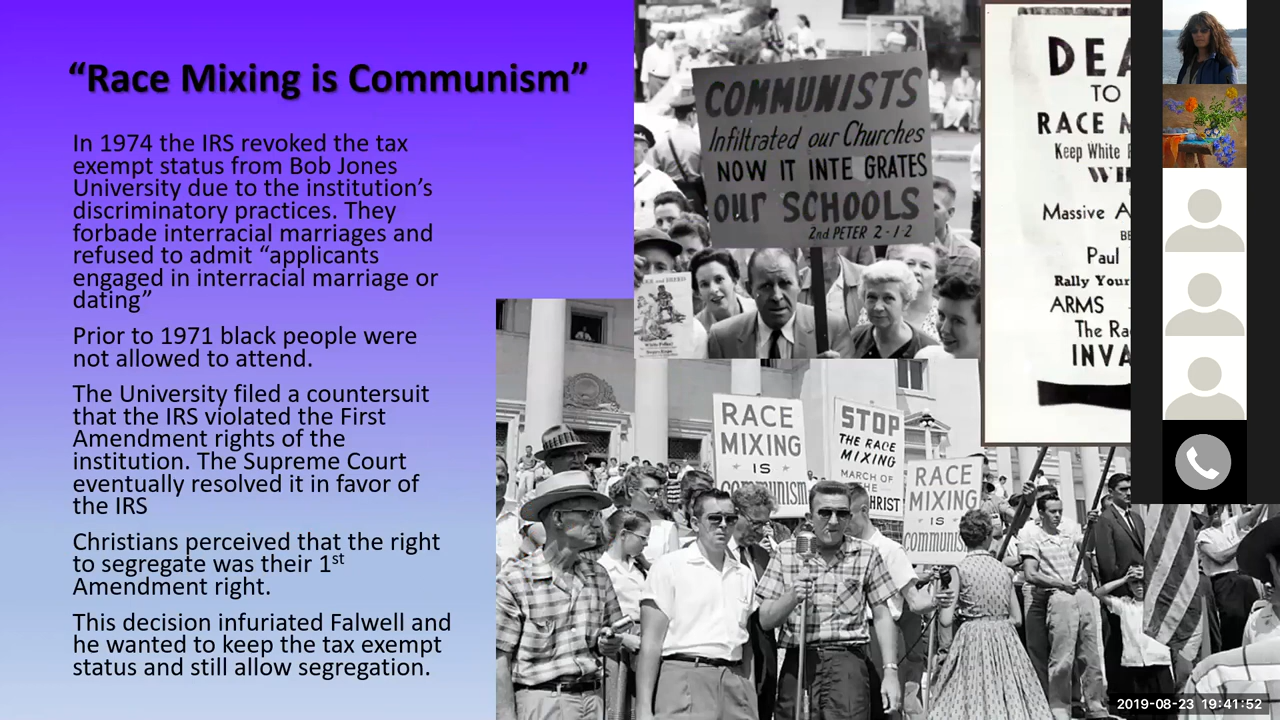 “Race Mixing is Communism”
In 1974 the IRS revoked the tax
exempt status from Bob Jones
University due to the institution’s
discriminatory practices. They
forbade interracial marriages and
refused to admit “applicants
engaged in interracial marriage or
dating”
Prior to 1971 black people were
not allowed to attend.
The University filed a countersuit
that the IRS violated the First
Amendment rights of the
institution. The Supreme Court
eventually resolved it in favor of
the IRS
Christians perceived that the right
to segregate was their 1st
Amendment right.
This decision infuriated Falwell and
he wanted to keep the tax exempt
status and still allow segregation.
COMMUNISTS
Infiltrated our Churches
NOW IT INTE GRATES
OUR SCHOOLS
2nd PETER 2-1-2
RACE
MIXING
IS
COMMUNISM
STOP
THE RACE
MIXING
MARCH OF
THE
RACE
MIXING
IS
TO
RACE
Keep White
Massive
Paul
Rally Your
ARMS
The
2019-08-23 19:41:52